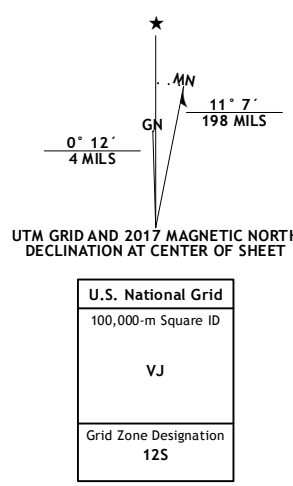 MN
11° 7´
198 MILS
GN
0° 12´
4 MILS
UTM GRID AND 2017 MAGNETIC NORTH
DECLINATION AT CENTER OF SHEET
U.S. National Grid
100,000-m Square ID
VJ
Grid Zone Designation
12S